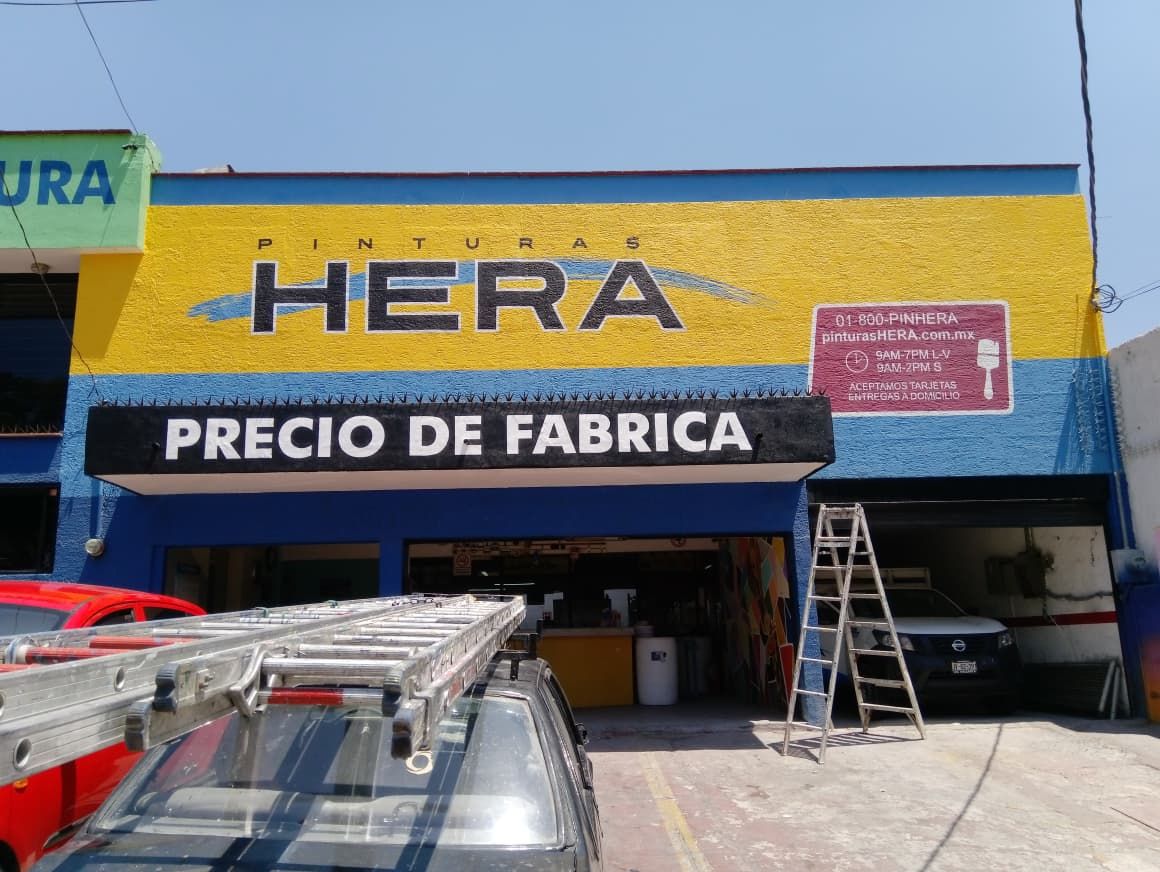 URA
PINTURAS
HERA
01-800-PINHERA
pinturasHERA.com.mx
9AM-7PM L-V
9AM-2PM S
ACEPTAMOS TARJETAS
ENTREGAS A DOMICILIO
PRECIO DE FABRICA